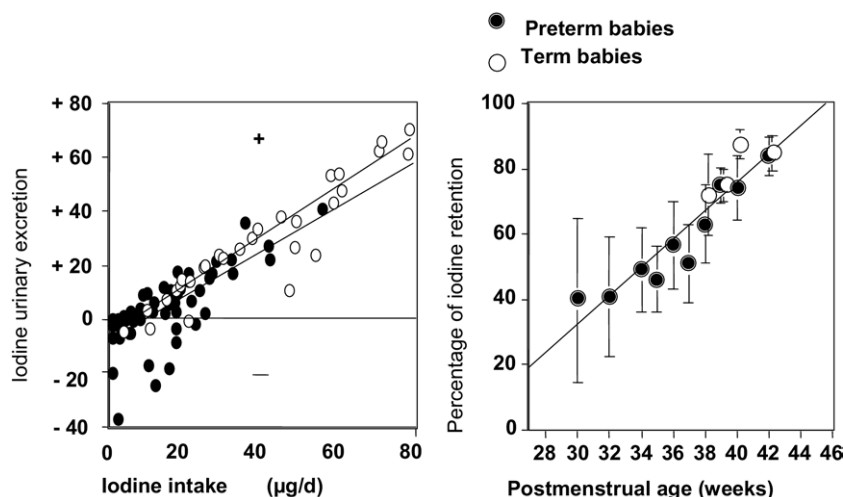 Preterm babies
Term babies
+ 80
+ 60
+ 40
+ 20
0
- 20
- 40
+
—
0
20
40
60
80
Iodine urinary excretion
Iodine intake (µg/d)
100
80
60
40
20
0
28 30 32 34 36 38 40 42 44 46
Percentage of iodine retention
Postmenstrual age (weeks)